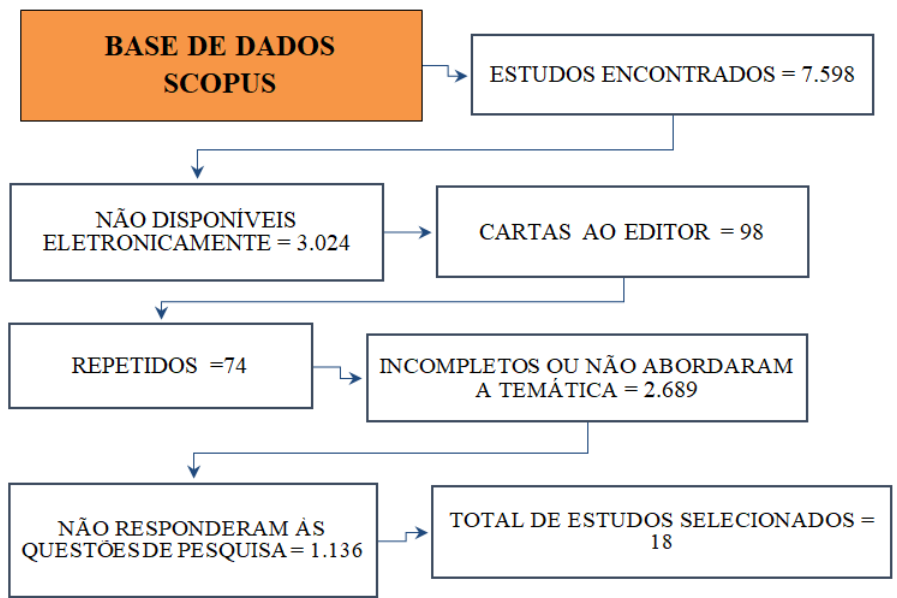 BASE DE DADOS
SCOPUS
ESTUDOS ENCONTRADOS = 7.598
NÃO DISPONÍVEIS
ELETRONICAMENTE = 3.024
CARTAS AO EDITOR = 98
REPETIDOS =74
INCOMPLETOS OU NÃO ABORDARAM
A TEMÁTICA = 2.689
NÃO RESPONDERAM ÀS
QUESTÕES DE PESQUISA = 1.136
TOTAL DE ESTUDOS SELECIONADOS =
18